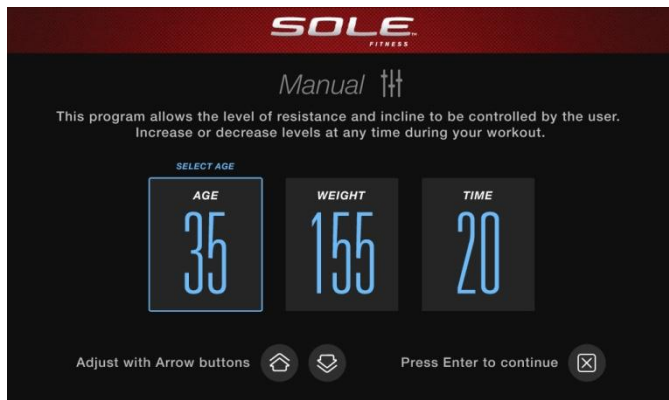 SOLE
FITNESS
Manual
This program allows the level of resistance and incline to be controlled by the user.
Increase or decrease levels at any time during your workout.
SELECT AGE
AGE
WEIGHT
TIME
35
155
20
Adjust with Arrow buttons
Press Enter to continue